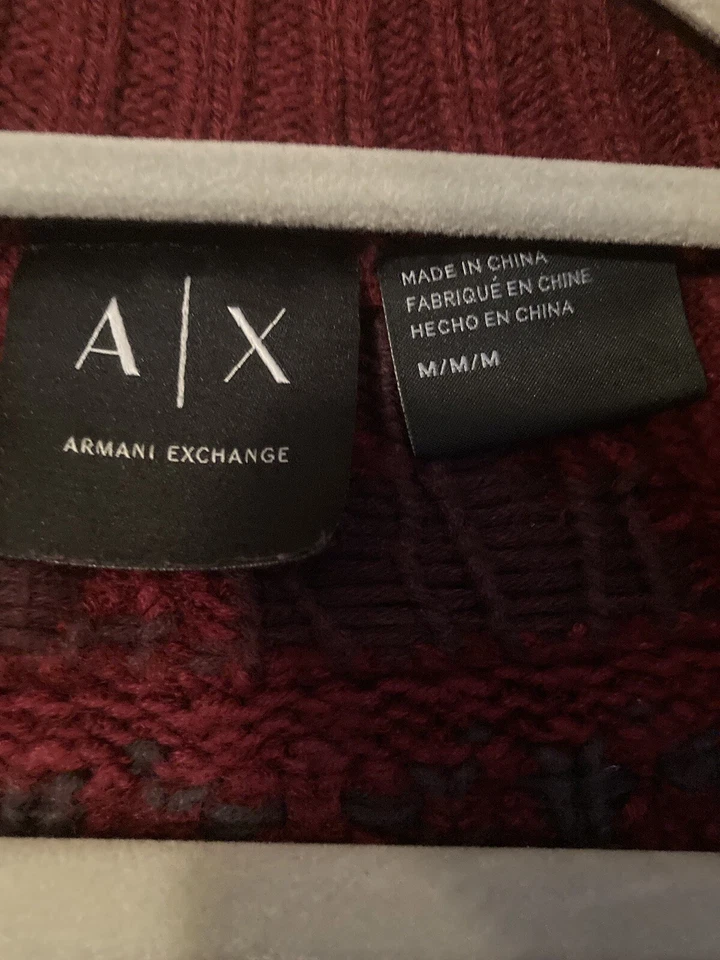 A|X
ARMANI EXCHANGE
MADE IN CHINA
FABRIQUÉ EN CHINE
HECHO EN CHINA
M/M/M